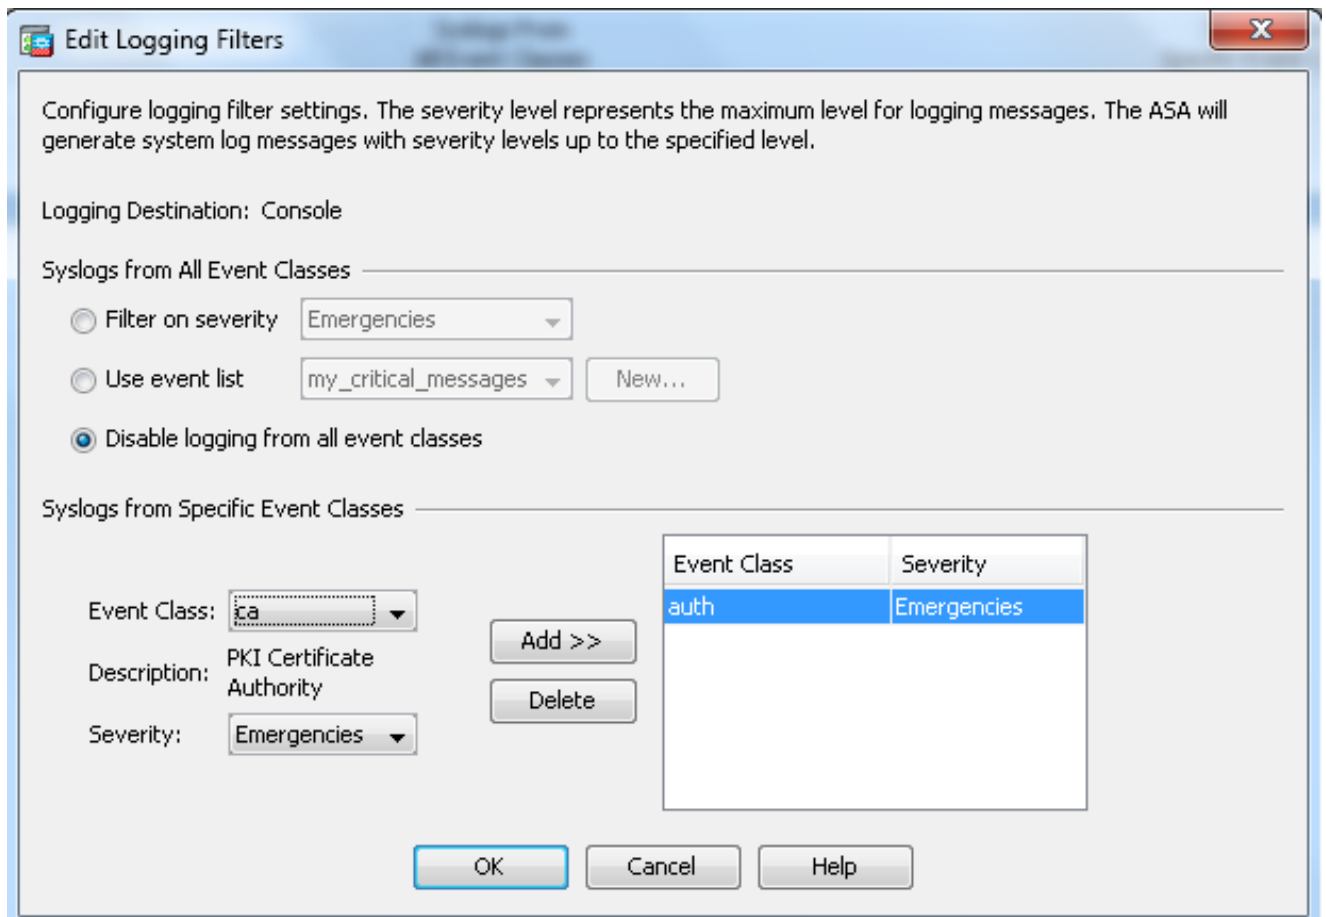 Edit Logging Filters
Configure logging filter settings. The severity level represents the maximum level for logging messages. The ASA will
generate system log messages with severity levels up to the specified level.
Logging Destination: Console
Syslogs from All Event Classes
Filter on severity Emergencies
Use event list my_critical_messages New...
Disable logging from all event classes
Syslogs from Specific Event Classes
Event Class Severity
auth Emergencies
Event Class: ca
Add >>
Description: PKI Certificate
Authority
Delete
Severity: Emergencies
OK Cancel Help